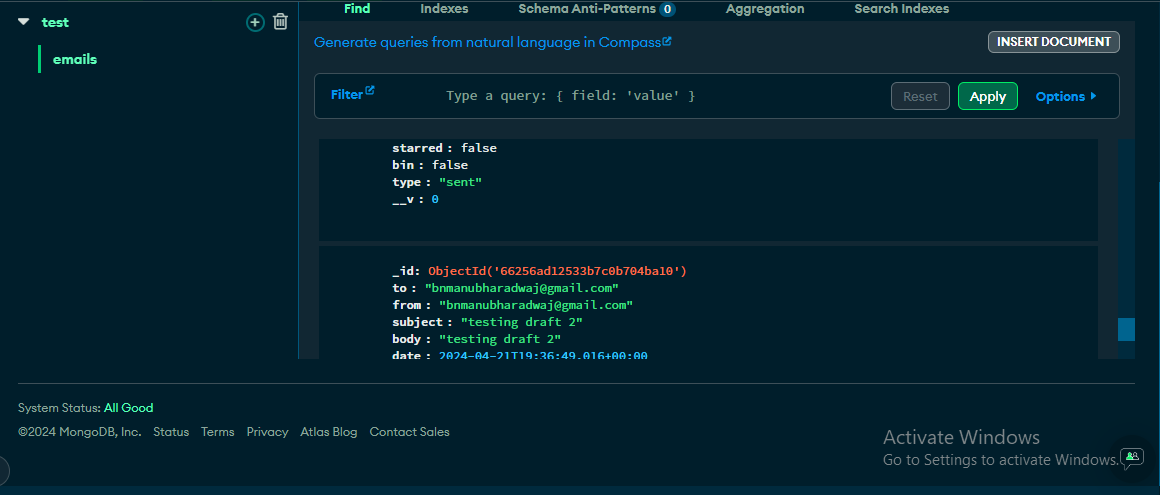 test
emails
Find Indexes Schema Anti-Patterns 0 Aggregation Search Indexes
Generate queries from natural language in Compass
INSERT DOCUMENT
Filter Type a query: { field: 'value' } Reset Apply Options
starred : false
bin : false
type : "sent"
__v : 0
_id: ObjectId('66256ad12533b7c0b704ba10')
to : "bnmanubharadwaj@gmail.com"
from : "bnmanubharadwaj@gmail.com"
subject : "testing draft 2"
body : "testing draft 2"
date : 2024-04-21T19:36:49.016+00:00
System Status: All Good
©2024 MongoDB, Inc. Status Terms Privacy Atlas Blog Contact Sales
Activate Windows
Go to Settings to activate Windows.